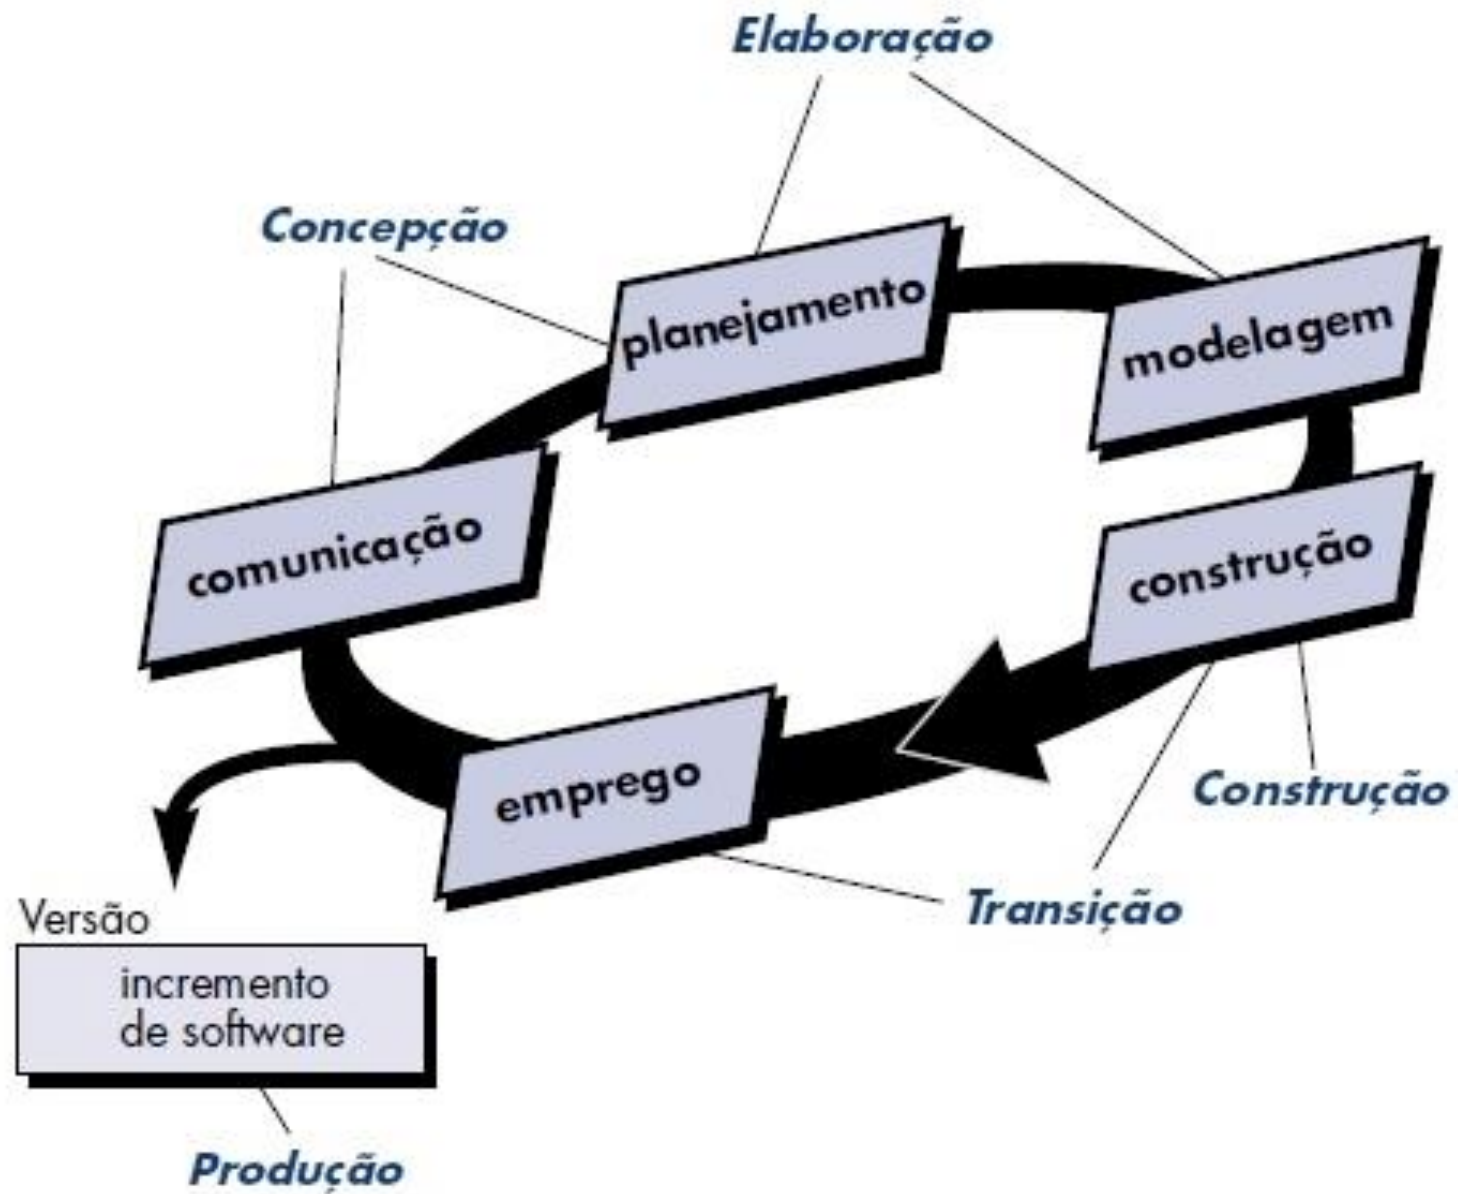 Elaboração
Concepção
planejamento
modelagem
comunicação
construção
emprego
Construção
Transição
Versão
incremento
de software
Produção